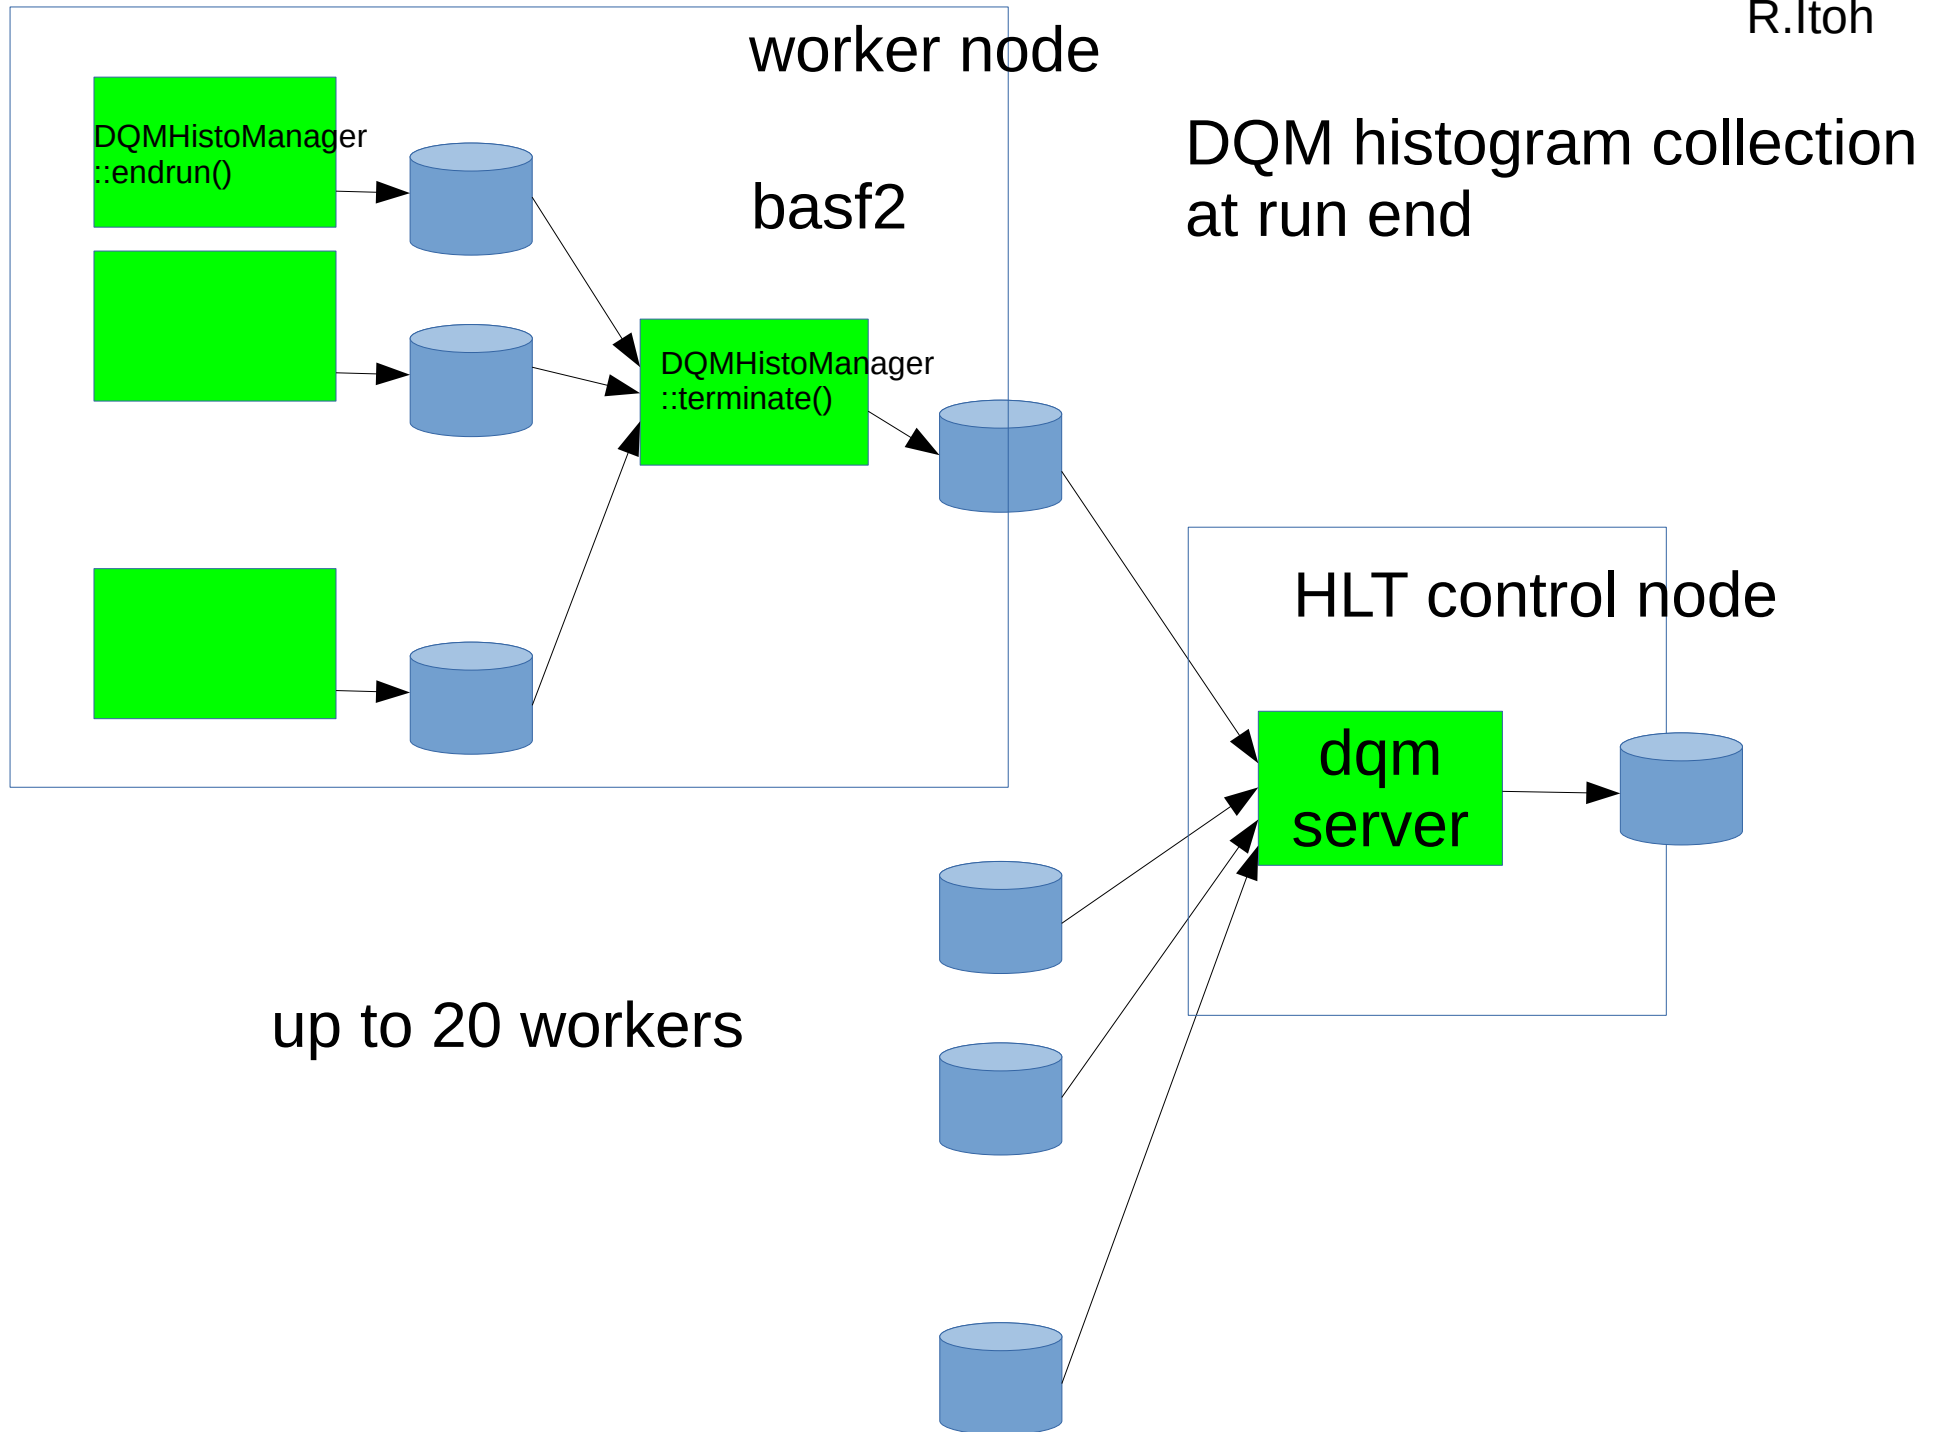 R.Itoh
worker node
DQM histogram collection
at run end
basf2
DQMHistoManager
::endrun()
DQMHistoManager
::terminate()
HLT control node
dqm
server
up to 20 workers